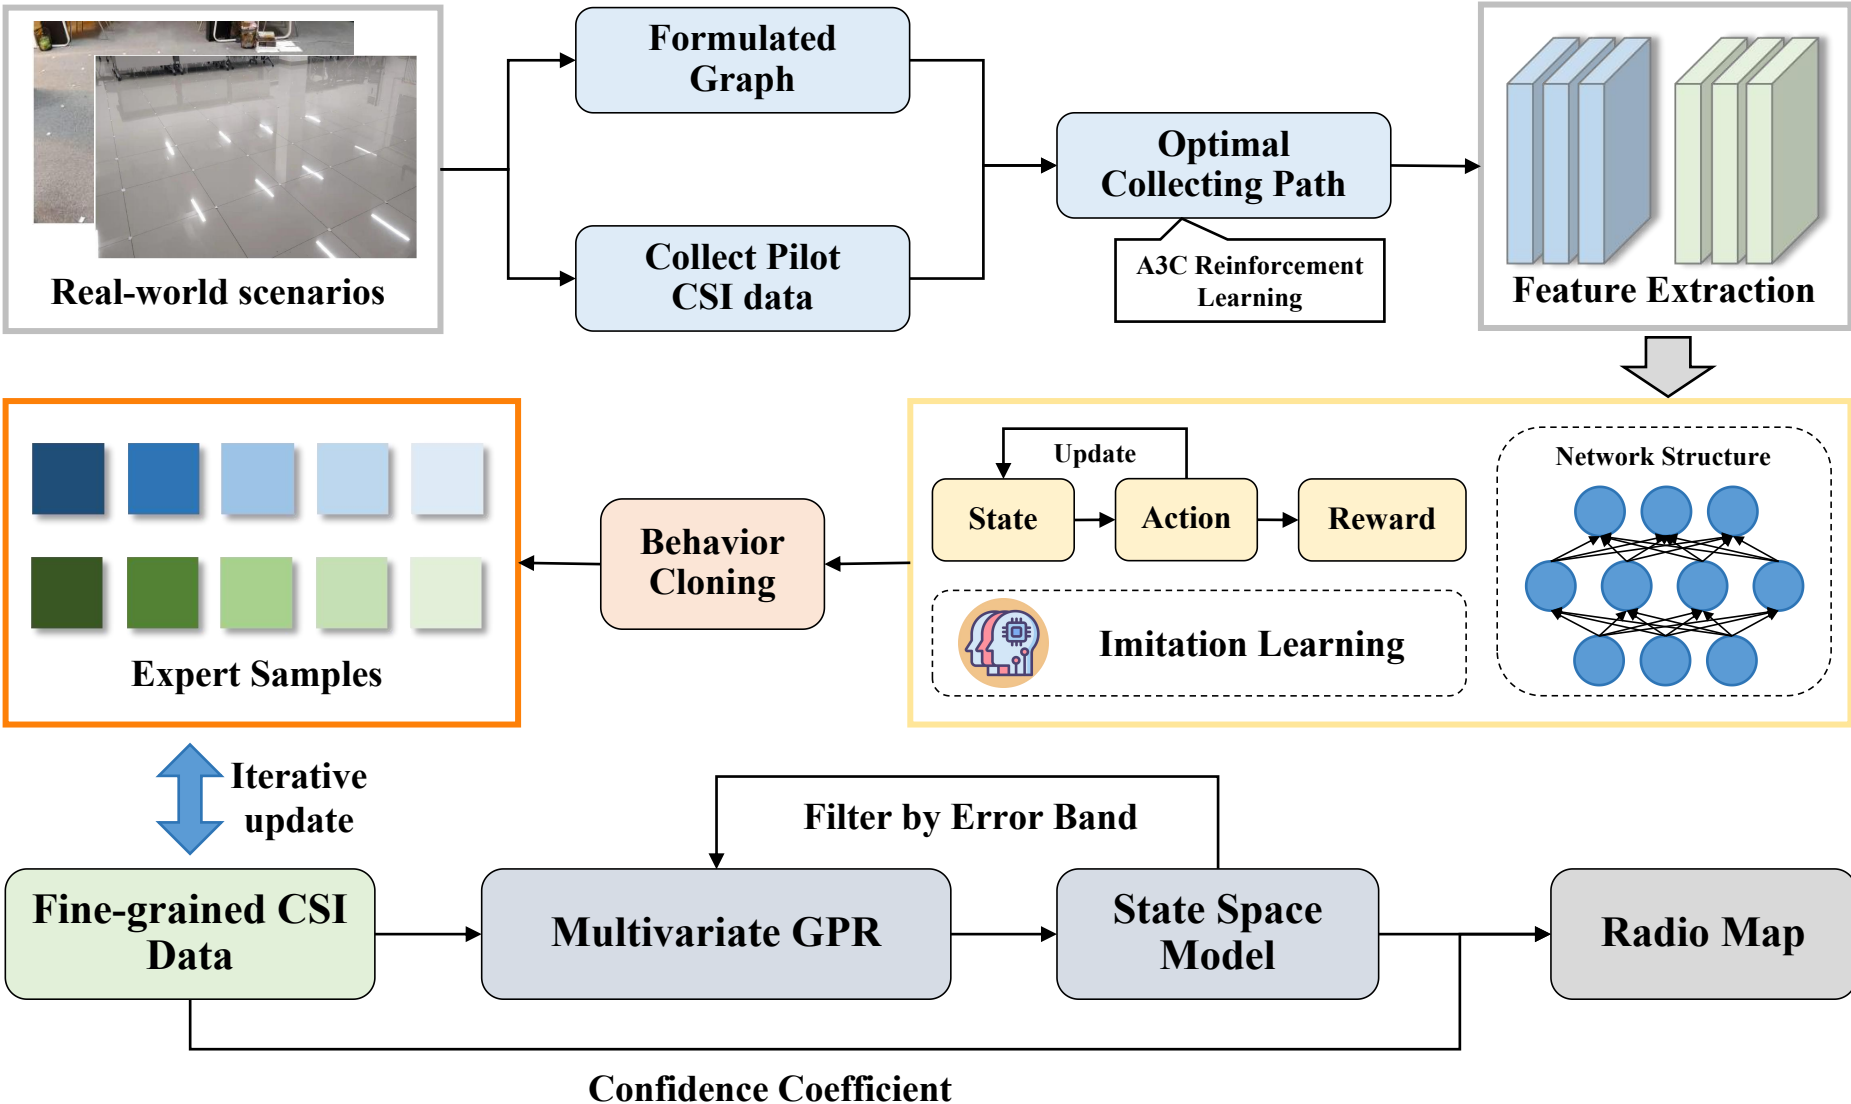 Real-world scenarios
Formulated
Graph
Collect Pilot
CSI data
Optimal
Collecting Path
A3C Reinforcement
Learning
Feature Extraction
Expert Samples
Behavior
Cloning
Update
State
Action
Reward
Imitation Learning
Network Structure
Iterative
update
Filter by Error Band
Fine-grained CSI
Data
Multivariate GPR
State Space
Model
Radio Map
Confidence Coefficient